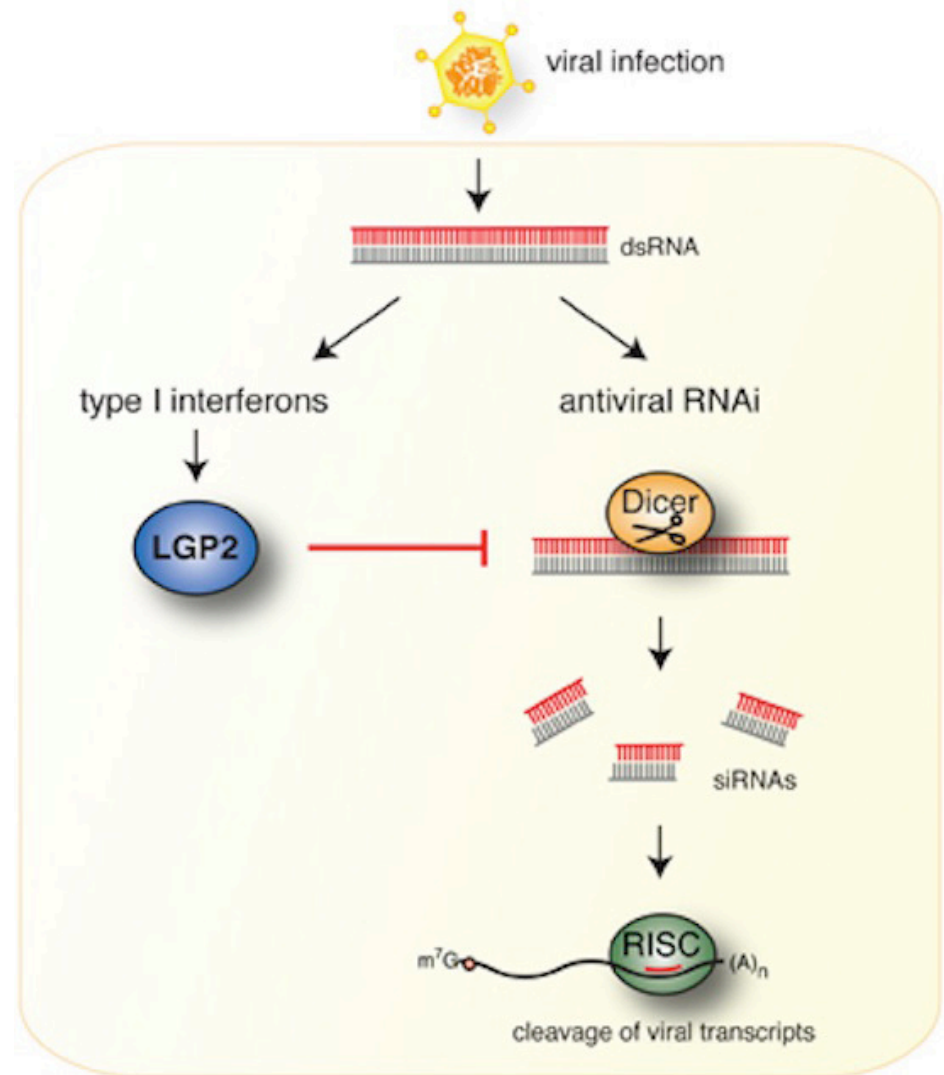 viral infection
dsRNA
type I interferons
antiviral RNAi
LGP2
Dicer
siRNAs
m⁷G
RISC
(A)ₙ
cleavage of viral transcripts